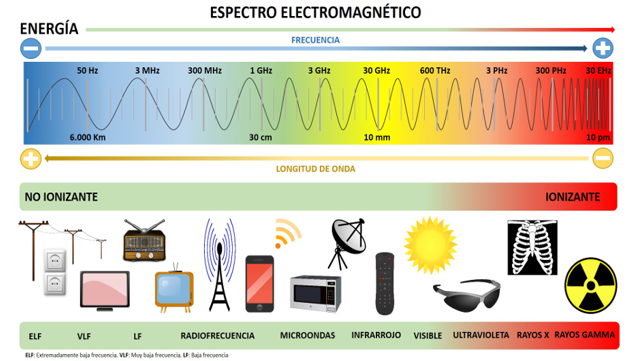 ESPECTRO ELECTROMAGNÉTICO
ENERGÍA
FRECUENCIA
50 Hz 3 MHz 300 MHz 1 GHz 3 GHz 30 GHz 600 THz 3 PHz 300 PHz 30 EHz
6.000 Km 30 cm 10 mm 10 pm
LONGITUD DE ONDA
NO IONIZANTE IONIZANTE
ELF VLF LF RADIOFRECUENCIA MICROONDAS INFRARROJO VISIBLE ULTRAVIOLETA RAYOS X RAYOS GAMMA
ELF: Extremadamente baja frecuencia. VLF: Muy baja frecuencia. LF: Baja frecuencia